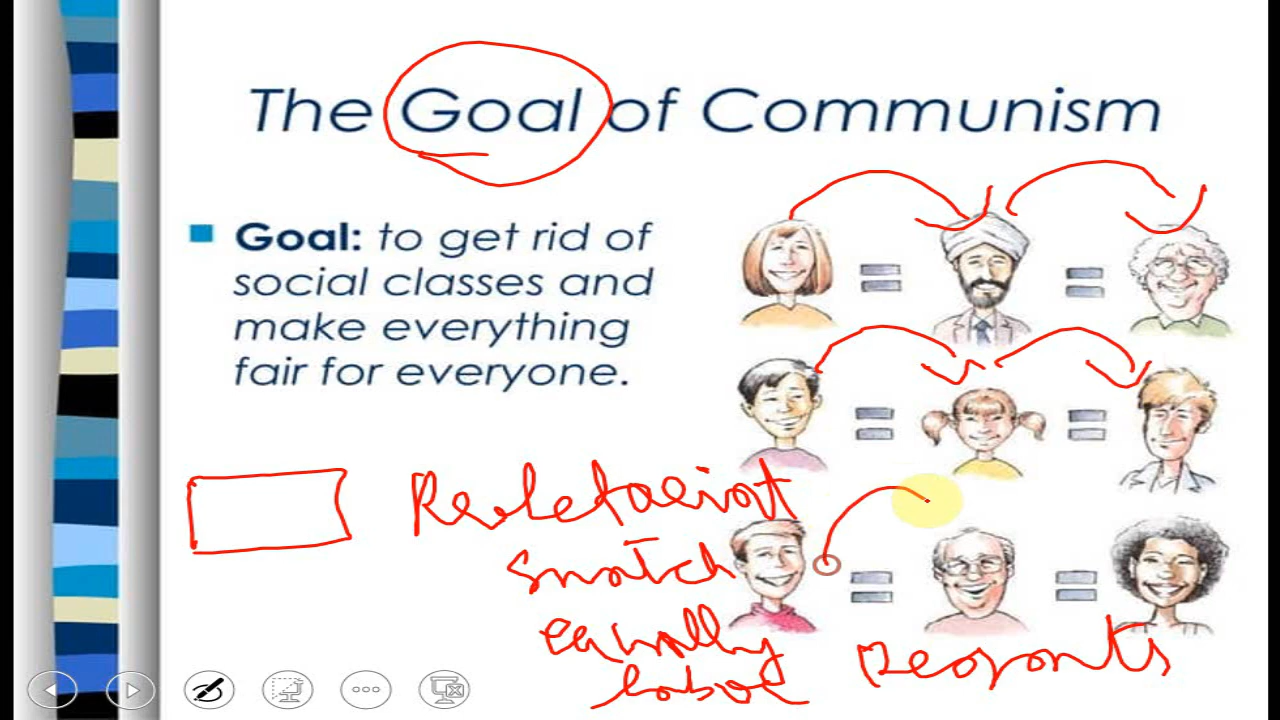 The Goal of Communism
Goal: to get rid of
social classes and
make everything
fair for everyone.
snatch
equally
labor